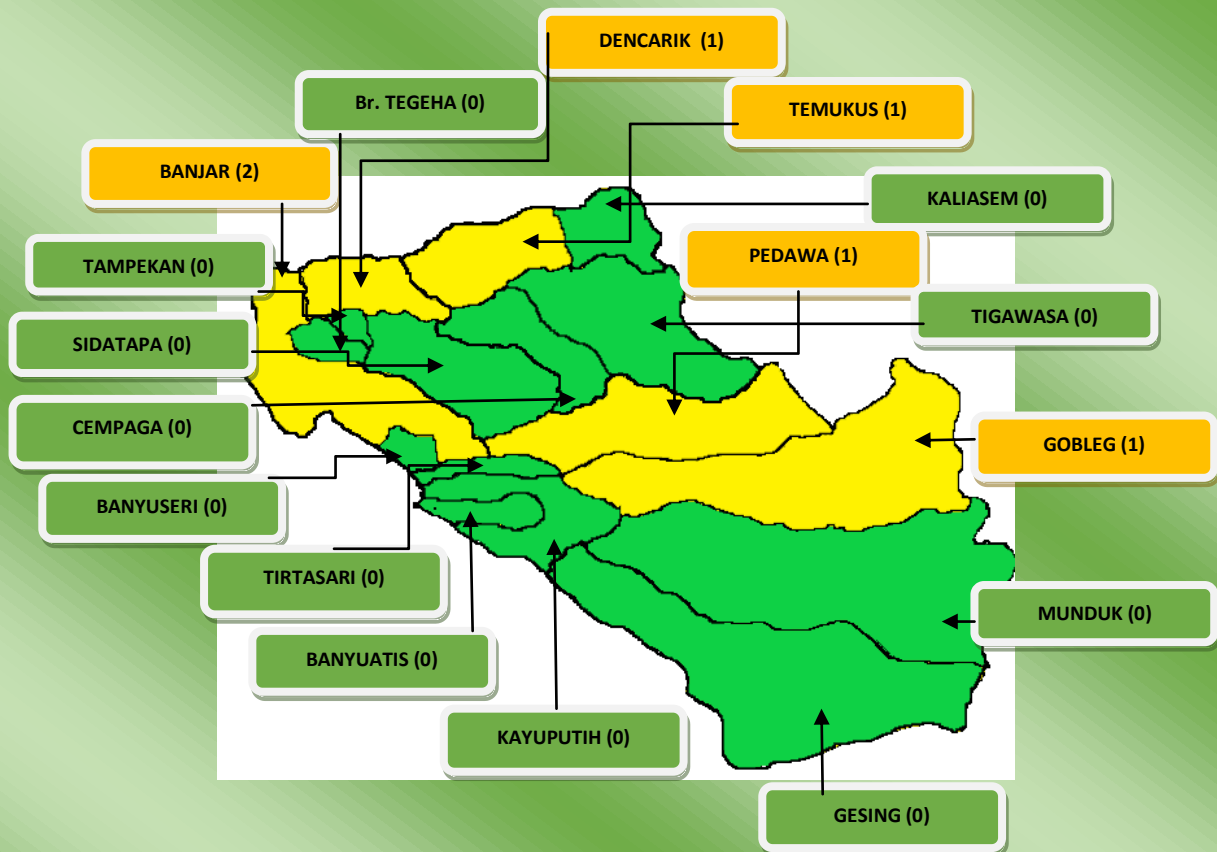 DENCARIK (1)
Br. TEGEHA (0)
TEMUKUS (1)
BANJAR (2)
KALIASEM (0)
TAMPEKAN (0)
PEDAWA (1)
SIDATAPA (0)
TIGAWASA (0)
CEMPAGA (0)
GOBLEG (1)
BANYUSERI (0)
TIRTASARI (0)
MUNDUK (0)
BANYUATIS (0)
KAYUPUTIH (0)
GESING (0)